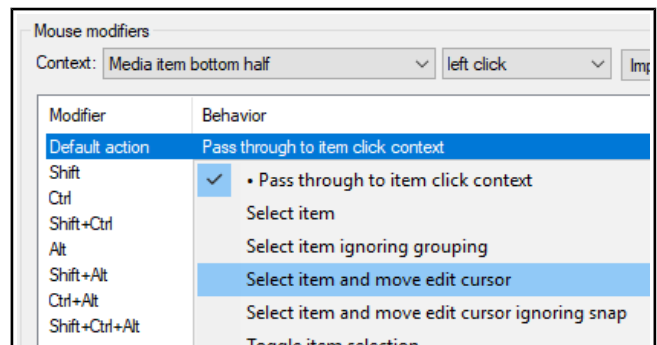 Mouse modifiers
Context: Media item bottom half left click
Modifier Behavior
Default action Pass through to item click context
Shift
• Pass through to item click context
Ctrl
Select item
Shift+Ctrl
Alt
Select item ignoring grouping
Shift+Alt
Select item and move edit cursor
Ctrl+Alt
Select item and move edit cursor ignoring snap
Shift+Ctrl+Alt
Toggle item selection